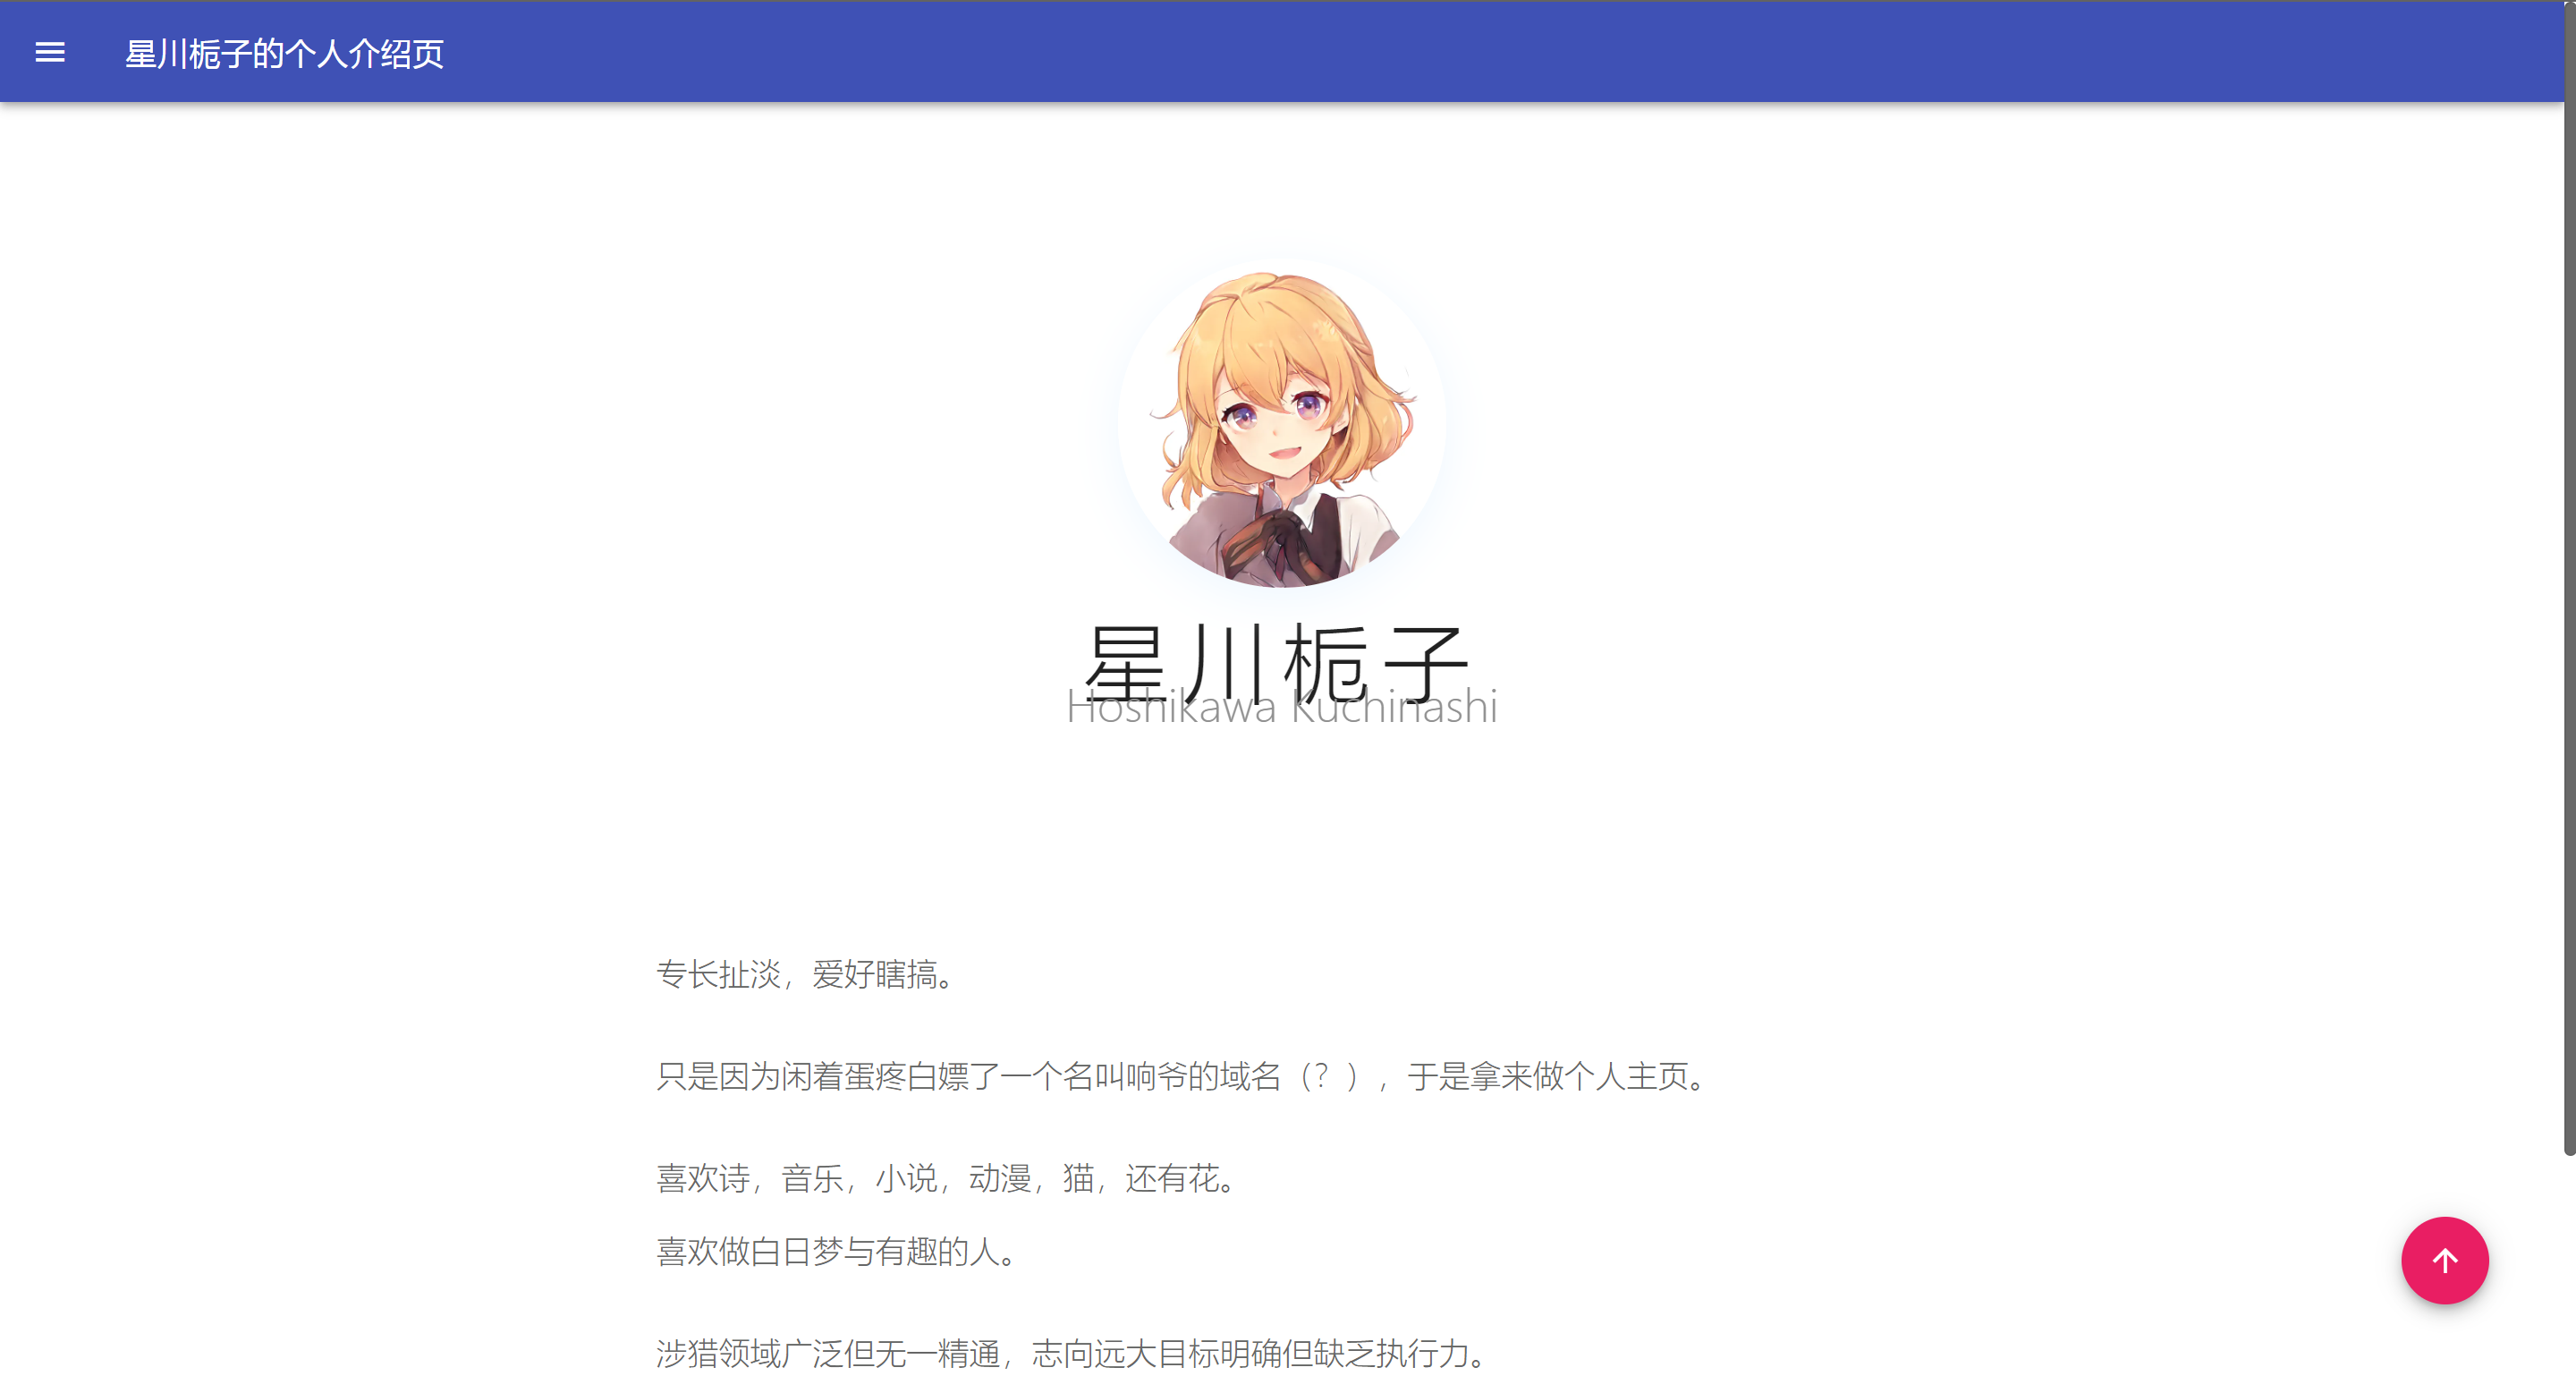 星川栀子的个人介绍页
星川栀子
Hoshikawa Kuchinashi
专长扯淡，爱好瞎搞。
只是因为闲着蛋疼白嫖了一个名叫响爷的域名（？），于是拿来做个人主页。
喜欢诗，音乐，小说，动漫，猫，还有花。
喜欢做白日梦与有趣的人。
涉猎领域广泛但无一精通，志向远大目标明确但缺乏执行力。